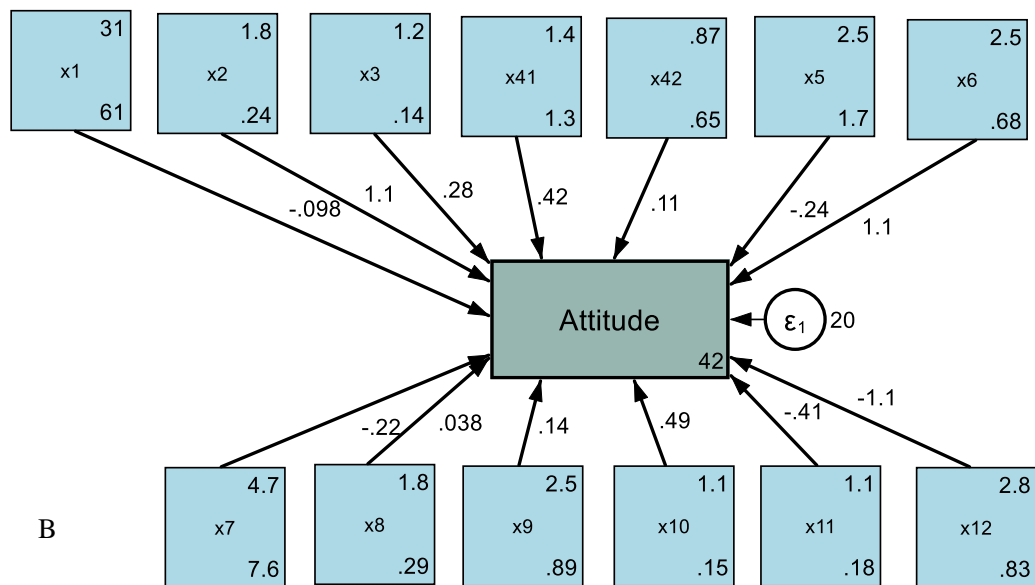 31 1.8 1.2 1.4 .87 2.5 2.5
x1 x2 x3 x41 x42 x5 x6
61 .24 .14 1.3 .65 1.7 .68
-.098 1.1 .28 .42 .11 -.24 1.1
Attitude ε1 20
42
-.22 .038 .14 .49 -.41 -1.1
4.7 1.8 2.5 1.1 1.1 2.8
B x7 x8 x9 x10 x11 x12
7.6 .29 .89 .15 .18 .83